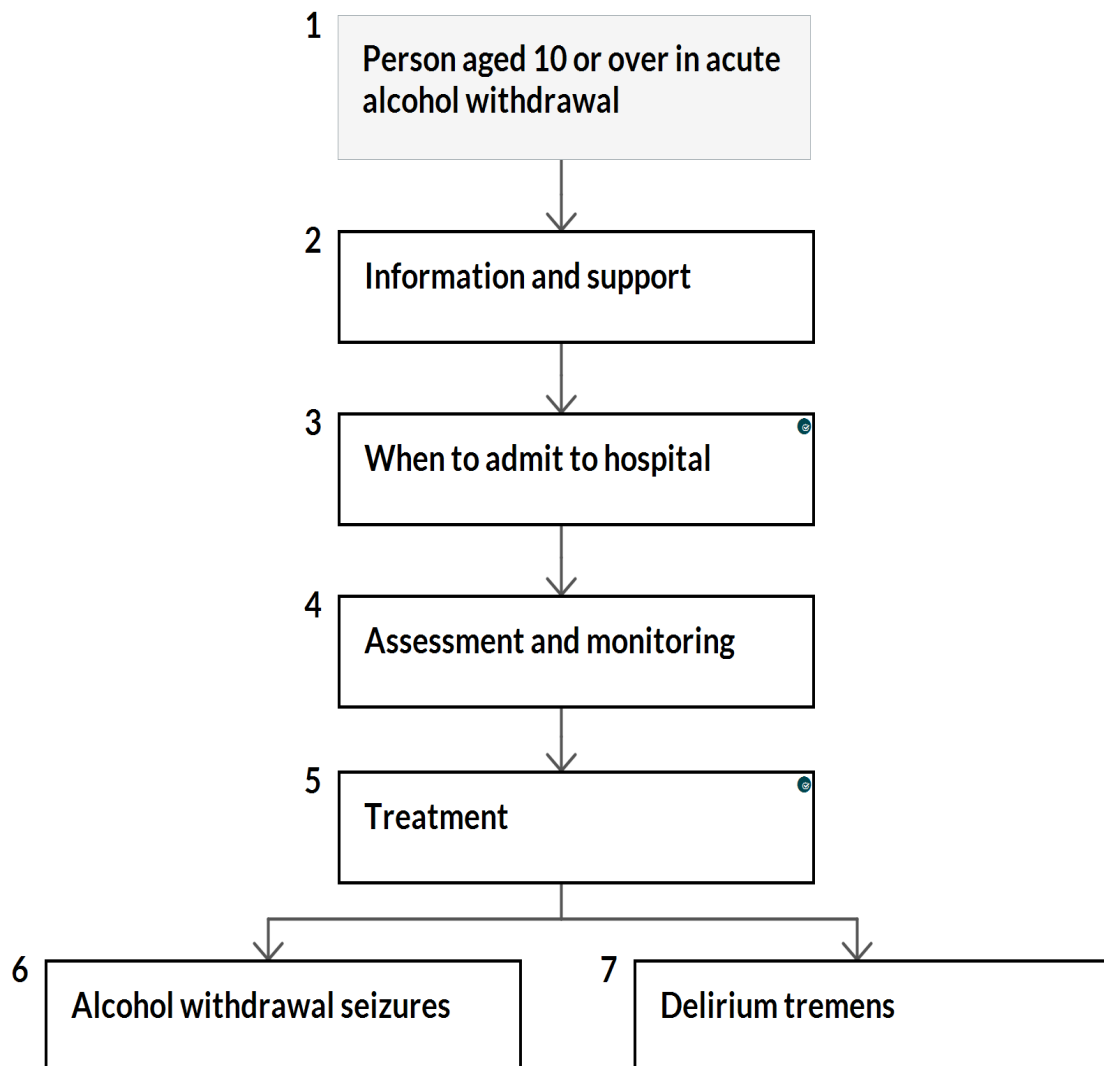 1
Person aged 10 or over in acute
alcohol withdrawal
2
Information and support
3
When to admit to hospital
4
Assessment and monitoring
5
Treatment
6
Alcohol withdrawal seizures
7
Delirium tremens